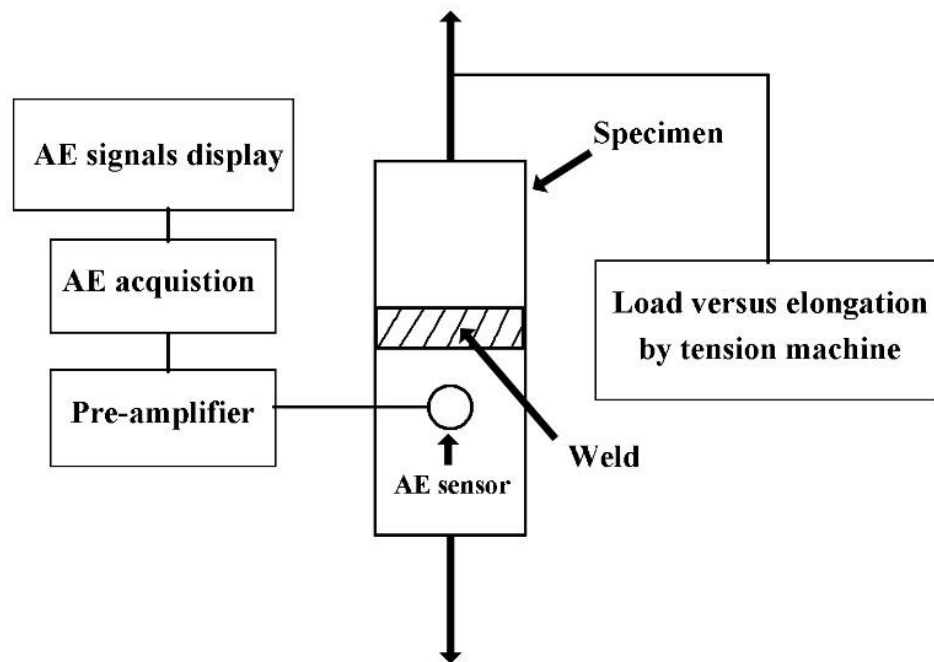 AE signals display
AE acquistion
Pre-amplifier
Specimen
Load versus elongation
by tension machine
Weld
AE sensor